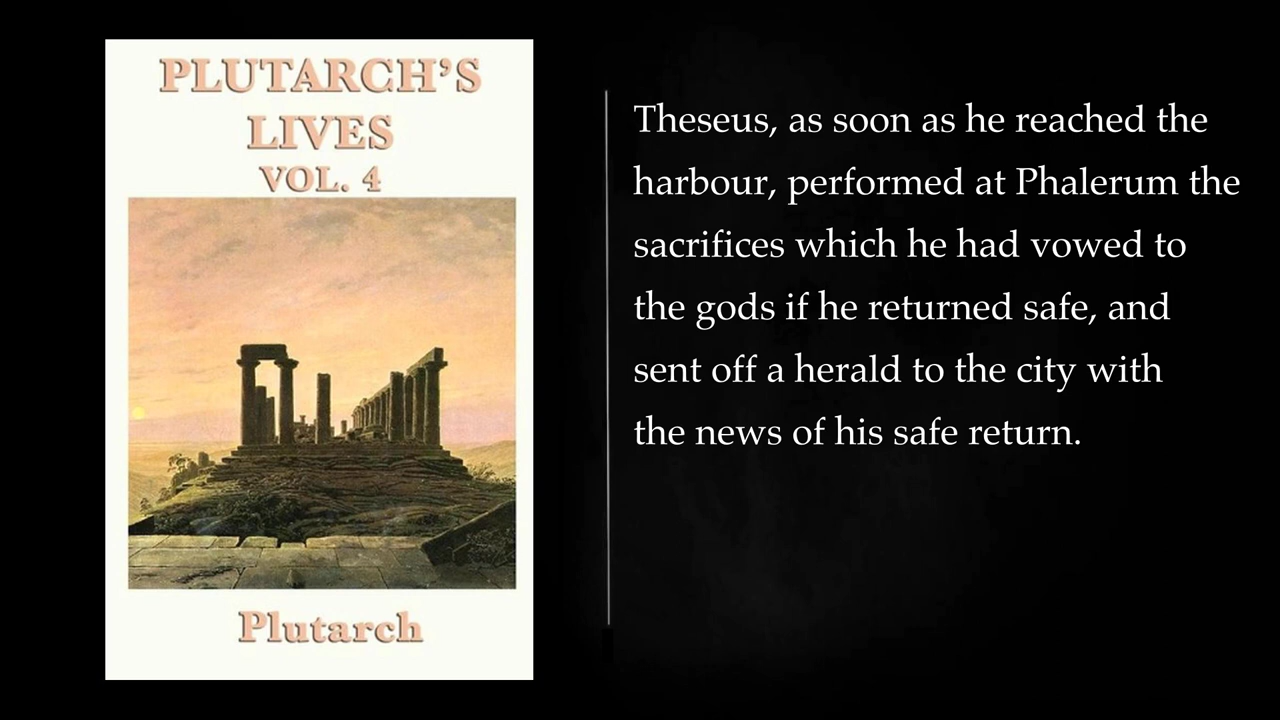 PLUTARCH'S
LIVES
VOL. 4
Plutarch
Theseus, as soon as he reached the
harbour, performed at Phalerum the
sacrifices which he had vowed to
the gods if he returned safe, and
sent off a herald to the city with
the news of his safe return.